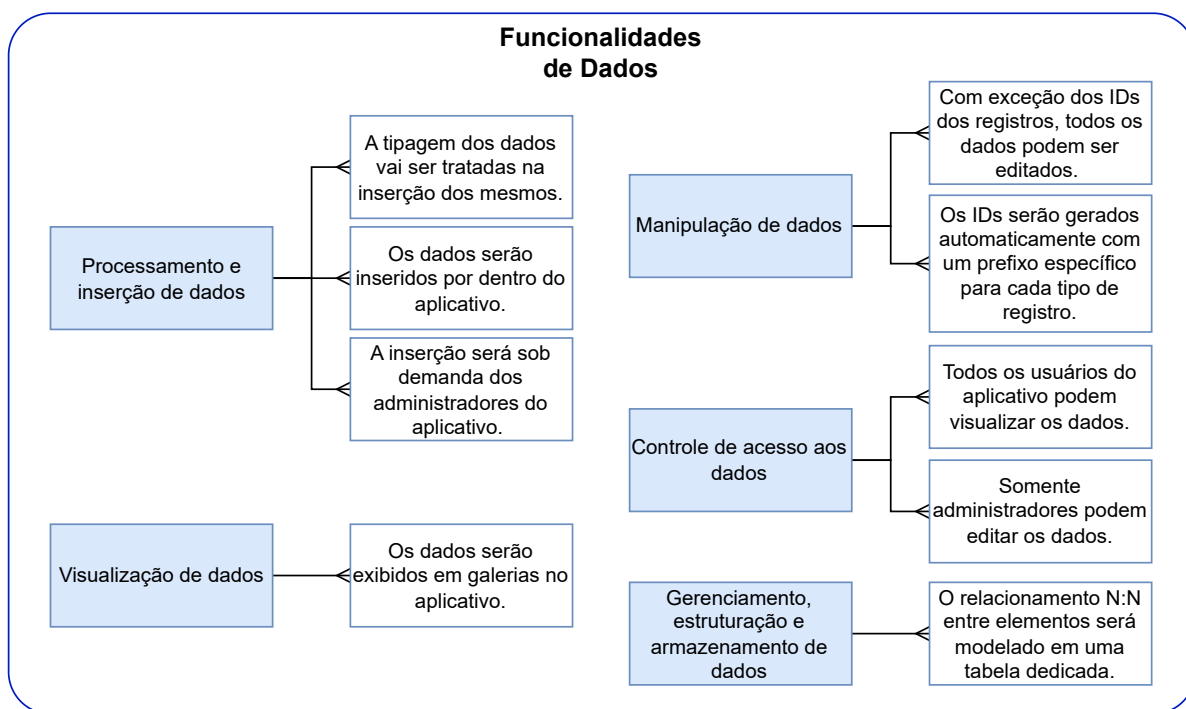 Funcionalidades
de Dados
Processamento e
inserção de dados
A tipagem dos dados
vai ser tratadas na
inserção dos mesmos.
Os dados serão
inseridos por dentro do
aplicativo.
A inserção será sob
demanda dos
administradores do
aplicativo.
Visualização de dados
Os dados serão
exibidos em galerias no
aplicativo.
Manipulação de dados
Com exceção dos IDs
dos registros, todos os
dados podem ser
editados.
Os IDs serão gerados
automaticamente com
um prefixo específico
para cada tipo de
registro.
Controle de acesso aos
dados
Todos os usuários do
aplicativo podem
visualizar os dados.
Somente
administradores podem
editar os dados.
Gerenciamento,
estruturação e
armazenamento de
dados
O relacionamento N:N
entre elementos será
modelado em uma
tabela dedicada.